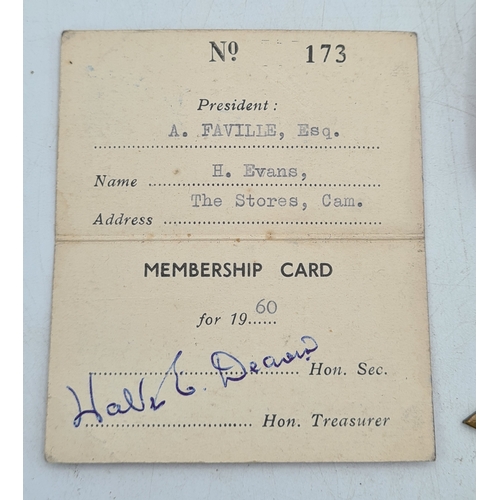 Nº 173
President :
A. FAVILLE, Esq.
Name H. Evans,
Address The Stores, Cam.
MEMBERSHIP CARD
for 1960
Hon. Sec.
Hon. Treasurer